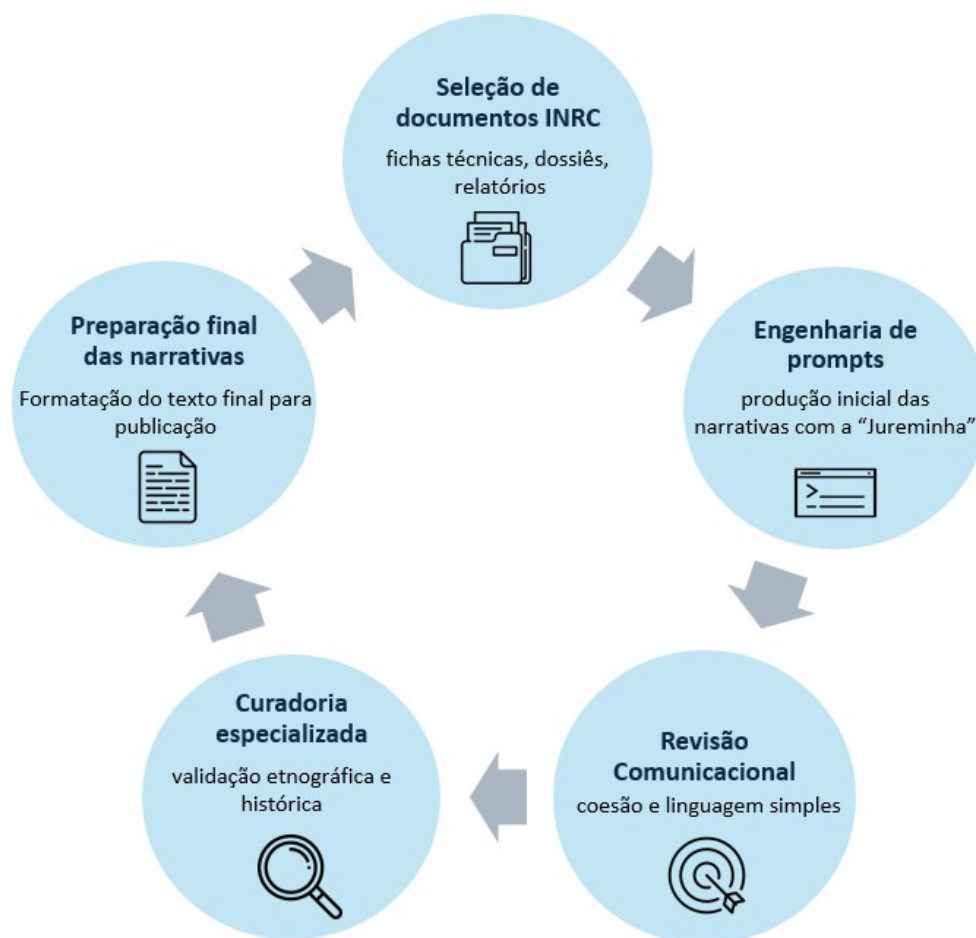 Seleção de
documentos INRC
fichas técnicas, dossiês,
relatórios
Engenharia de
prompts
produção inicial das
narrativas com a “Jureminha”
Revisão
Comunicacional
coesão e linguagem simples
Curadoria
especializada
validação etnográfica e
histórica
Preparação final
das narrativas
Formatação do texto final para
publicação